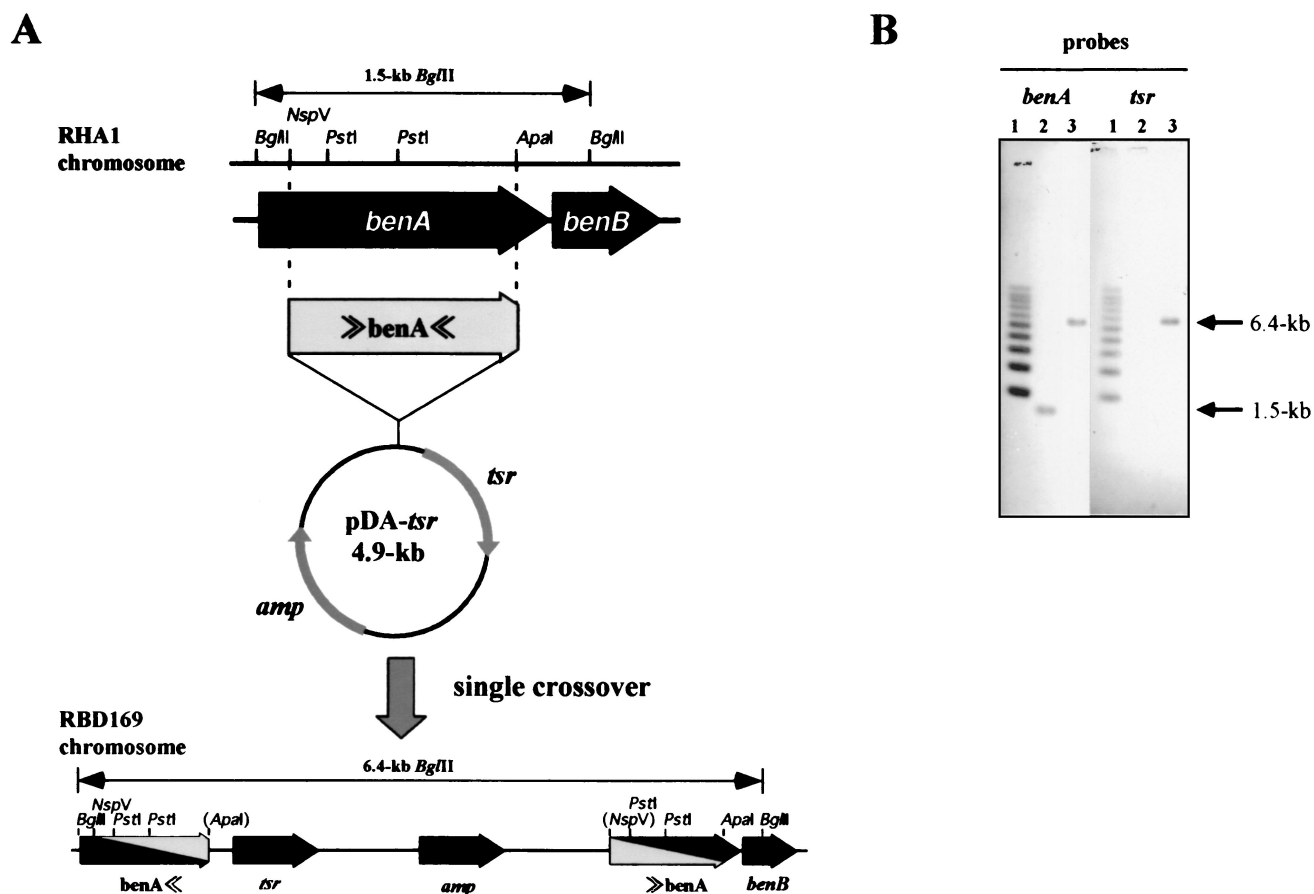 A
1.5-kb BglII
RHA1
chromosome
BglII NspV PstI PstI ApaI BglII
benA benB
≫benA≪
tsr
pDA-tsr
4.9-kb
amp
single crossover
RBD169
chromosome
6.4-kb BglII
BglII NspV PstI PstI (ApaI) (NspV) PstI PstI ApaI BglII
benA≪ tsr amp ≫benA benB
B
probes
benA tsr
1 2 3 1 2 3
6.4-kb
1.5-kb